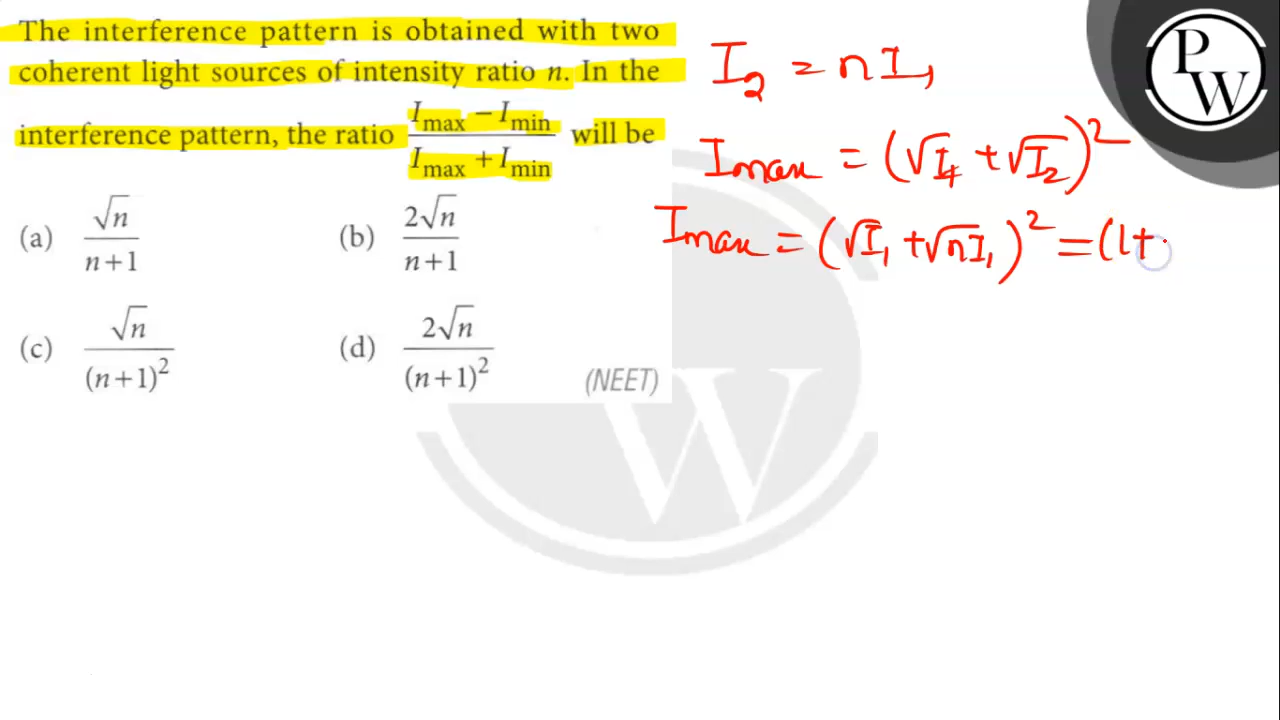 The interference pattern is obtained with two
coherent light sources of intensity ratio n. In the
interference pattern, the ratio (I_max − I_min)/(I_max + I_min) will be
(a) √n/(n+1)
(b) 2√n/(n+1)
(c) √n/(n+1)²
(d) 2√n/(n+1)²
(NEET)
I₂ = nI₁
Imax = (√I₁ + √I₂)²
Imax = (√I₁ + √nI₁)² = (1+
P
W
W